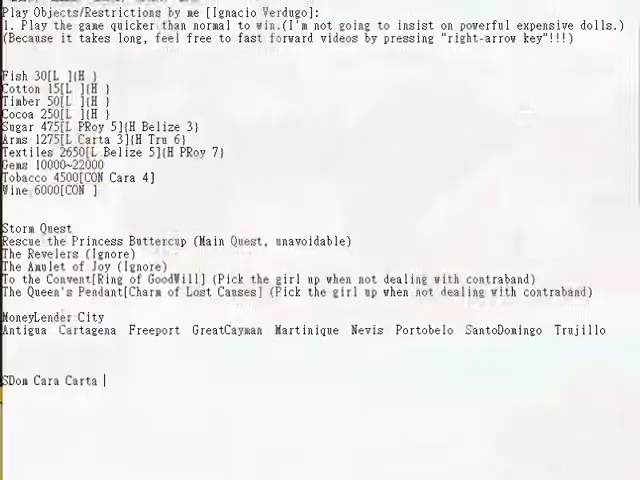 Play Objects/Restrictions by me [Ignacio Verdugo]:
1. Play the game quicker than normal to win.(I'm not going to insist on powerful expensive dolls.)
(Because it takes long, feel free to fast forward videos by pressing "right-arrow key"!!!)
Fish 30[L ]{H }
Cotton 15[L ]{H }
Timber 50[L ]{H }
Cocoa 250[L ]{H }
Sugar 475[L PRoy 5]{H Belize 3}
Arms 1275[L Carta 3]{H Tru 6}
Textiles 2650[L Belize 5]{H PRoy 7}
Gems 10000~22000
Tobacco 4500[CON Cara 4]
Wine 6000[CON ]
Storm Quest
Rescue the Princess Buttercup (Main Quest, unavoidable)
The Revelers (Ignore)
The Amulet of Joy (Ignore)
To the Convent[Ring of GoodWill] (Pick the girl up when not dealing with contraband)
The Queen's Pendant[Charm of Lost Causes] (Pick the girl up when not dealing with contraband)
MoneyLender City
Antigua Cartagena Freeport GreatCayman Martinique Nevis Portobelo SantoDomingo Trujillo
SDom Cara Carta